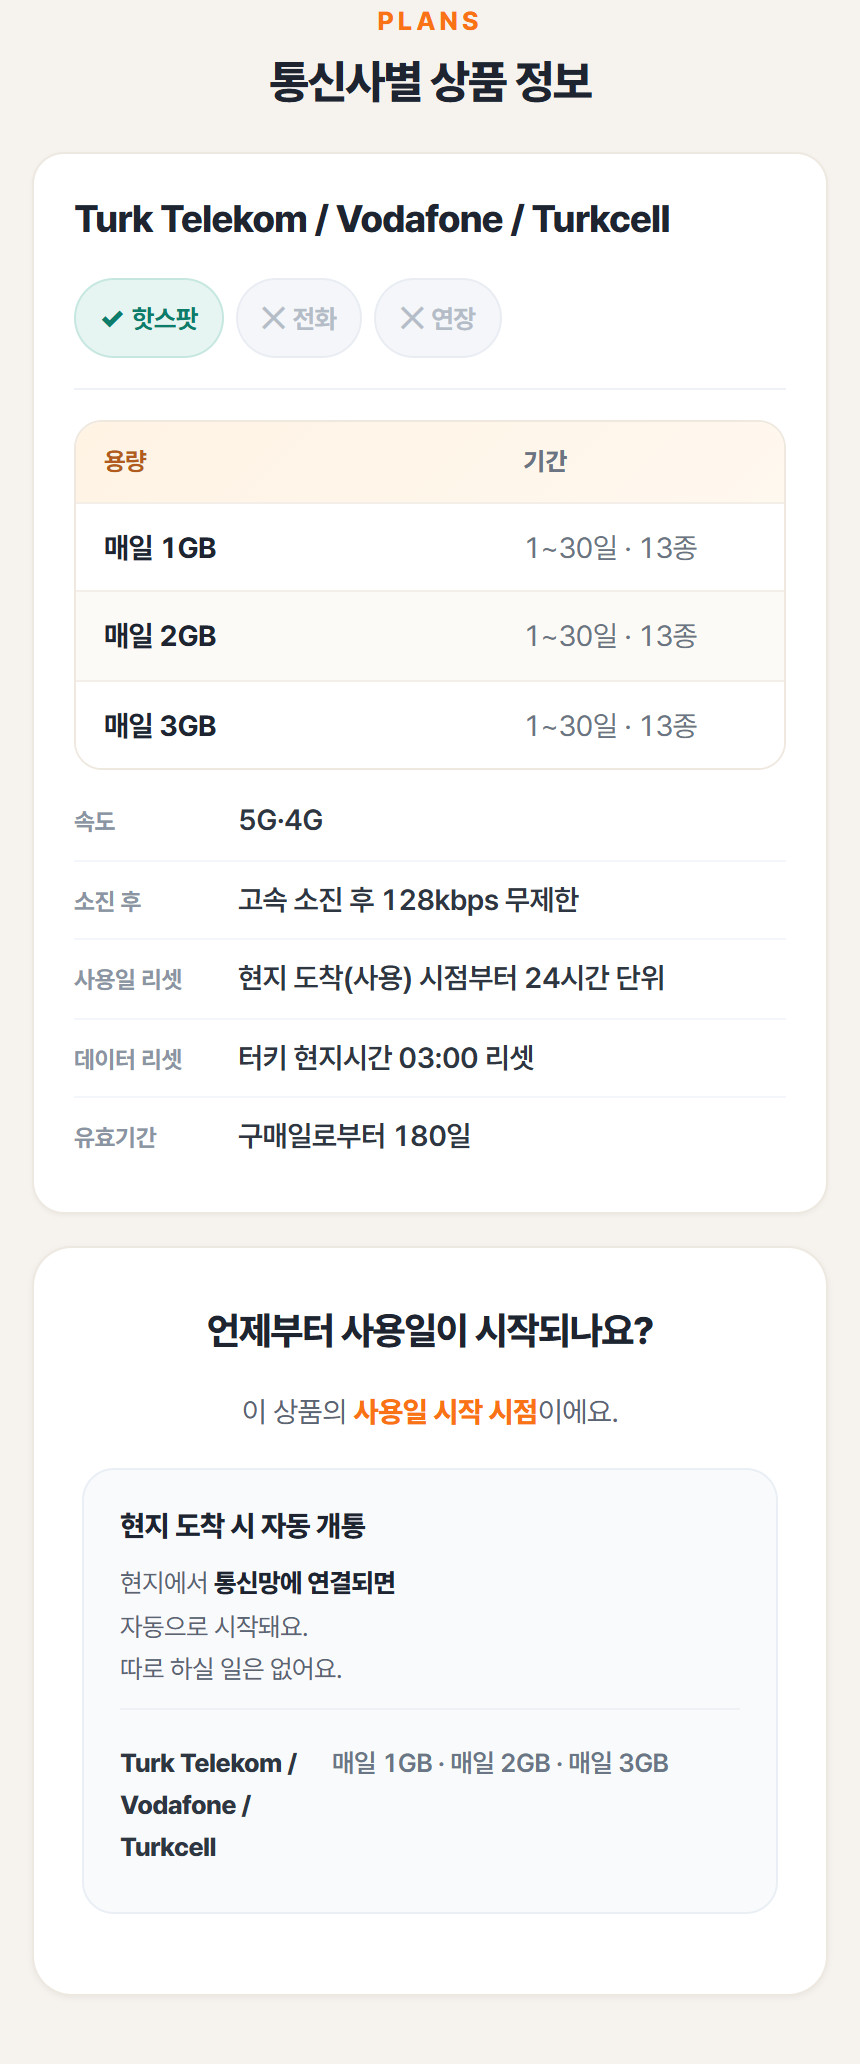 PLANS
통신사별 상품 정보
Turk Telekom / Vodafone / Turkcell
✓ 핫스팟 ✕ 전화 ✕ 연장
용량 기간
매일 1GB 1~30일 · 13종
매일 2GB 1~30일 · 13종
매일 3GB 1~30일 · 13종
속도 5G·4G
소진 후 고속 소진 후 128kbps 무제한
사용일 리셋 현지 도착(사용) 시점부터 24시간 단위
데이터 리셋 터키 현지시간 03:00 리셋
유효기간 구매일로부터 180일
언제부터 사용일이 시작되나요?
이 상품의 사용일 시작 시점이에요.
현지 도착 시 자동 개통
현지에서 통신망에 연결되면
자동으로 시작돼요.
따로 하실 일은 없어요.
Turk Telekom / 매일 1GB · 매일 2GB · 매일 3GB
Vodafone /
Turkcell